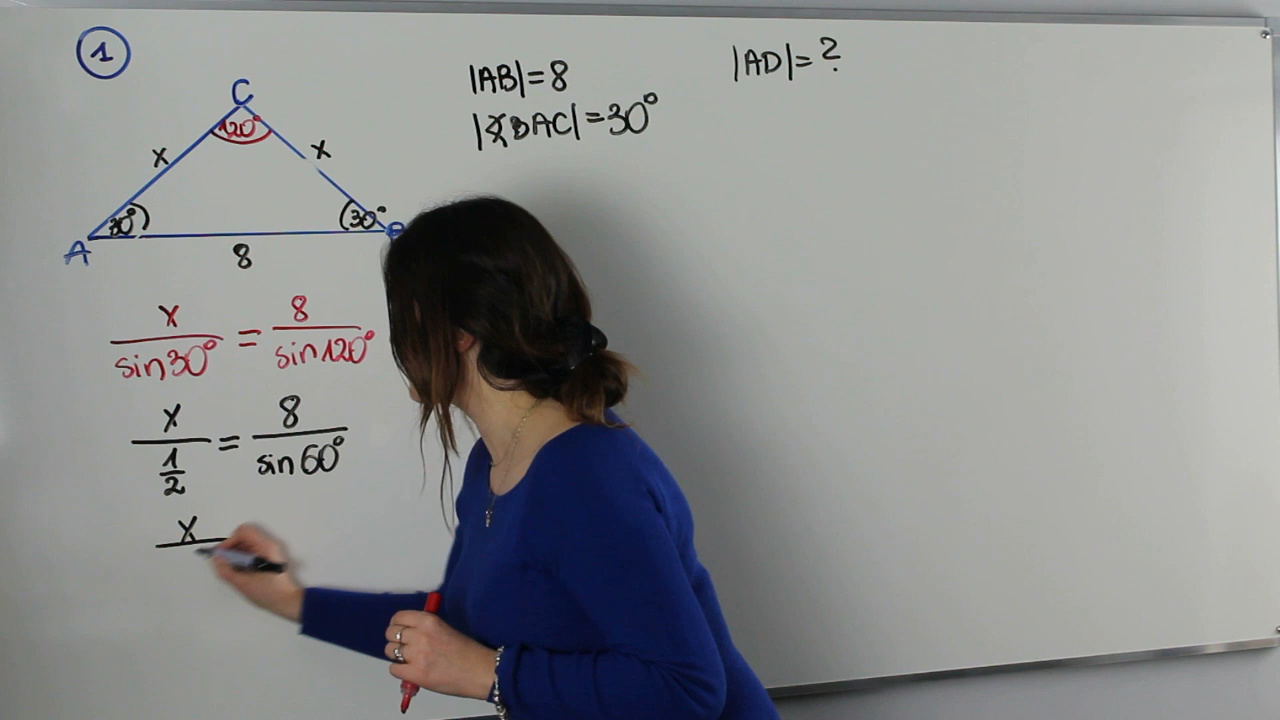 1
|AB|=8
|∢BAC|=30°
|AD|=?
C
120°
x
x
30°
30°
A
B
8
x/sin30° = 8/sin120°
x/(1/2) = 8/sin60°
x